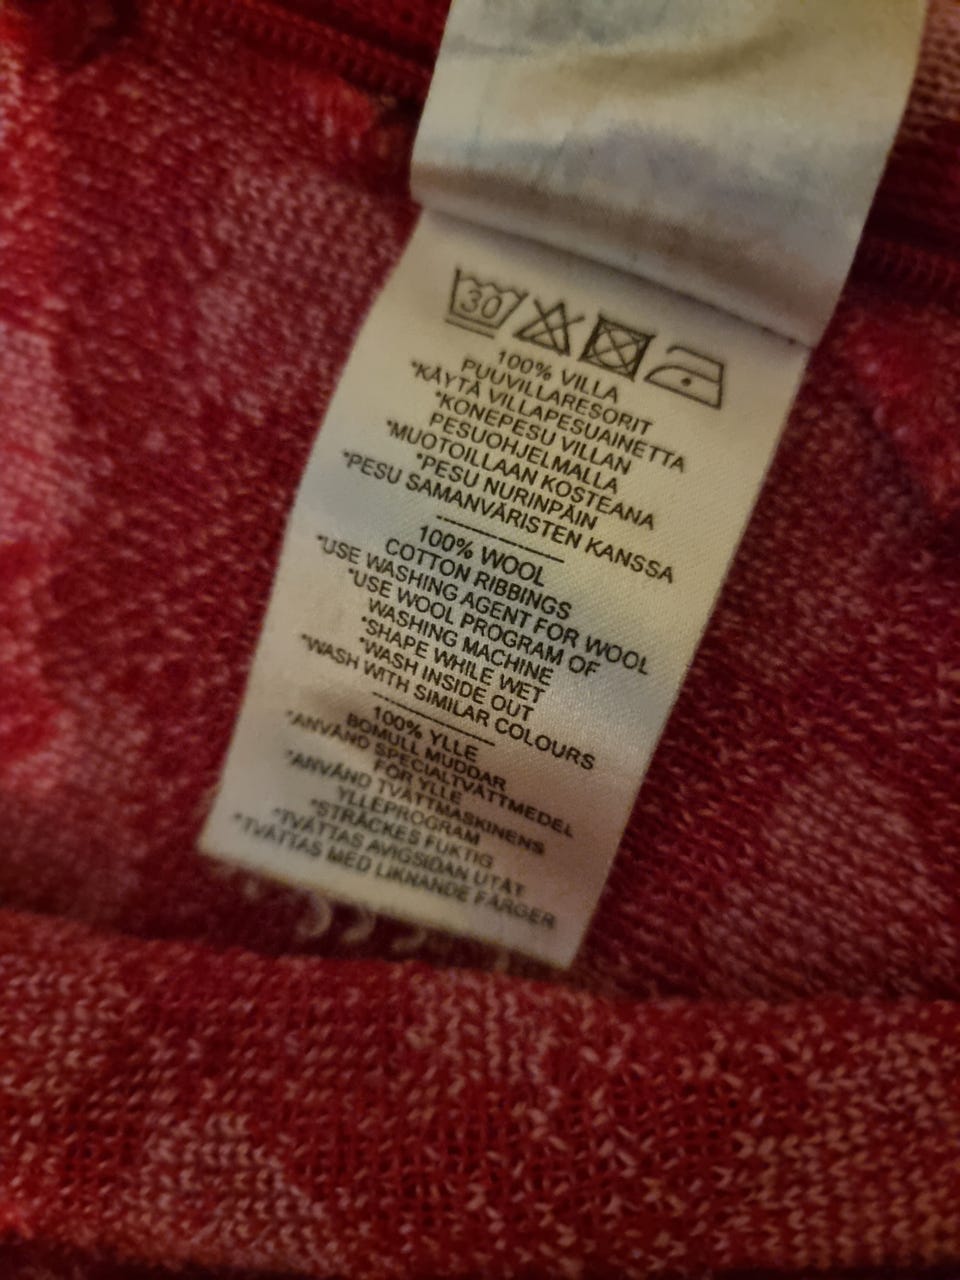 30
100% VILLA
PUUVILLARESORIT
*KÄYTÄ VILLAPESUAINETTA
*KONEPESU VILLAN
PESUOHJELMALLA
*MUOTOILLAAN KOSTEANA
*PESU NURINPÄIN
*PESU SAMANVÄRISTEN KANSSA
100% WOOL
COTTON RIBBINGS
*USE WASHING AGENT FOR WOOL
*USE WOOL PROGRAM OF
WASHING MACHINE
*SHAPE WHILE WET
*WASH INSIDE OUT
*WASH WITH SIMILAR COLOURS
100% YLLE
BOMULL MUDDAR
*ANVÄND SPECIALTVÄTTMEDEL
FÖR YLLE
*ANVÄND TVÄTTMASKINENS
YLLEPROGRAM
*STRÄCKES FUKTIG
*TVÄTTAS AVIGSIDAN UTÅT
*TVÄTTAS MED LIKNANDE FÄRGER